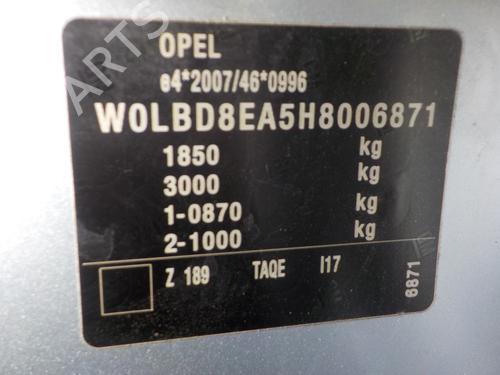 OPEL
e4*2007/46*0996
W0LBD8EA5H8006871
1850 kg
3000 kg
1-0870 kg
2-1000 kg
Z 189 TAQE I17
6871
ARTS